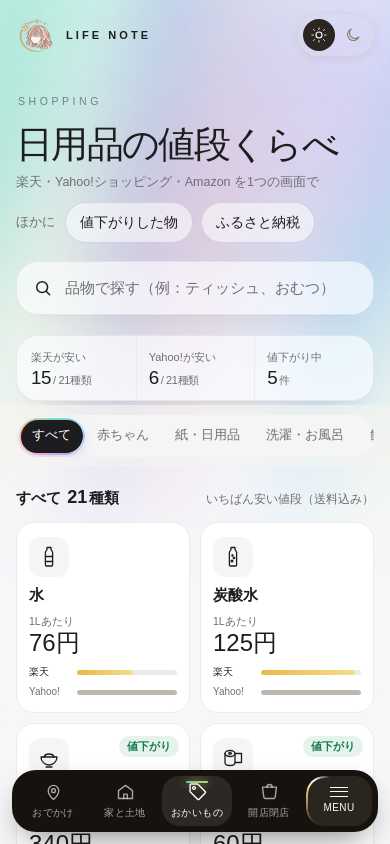 LIFE NOTE
SHOPPING
日用品の値段くらべ
楽天・Yahoo!ショッピング・Amazon を1つの画面で
ほかに 値下がりした物 ふるさと納税
品物で探す（例：ティッシュ、おむつ）
楽天が安い Yahoo!が安い 値下がり中
15 / 21種類 6 / 21種類 5 件
すべて 赤ちゃん 紙・日用品 洗濯・お風呂
すべて 21種類 いちばん安い値段（送料込み）
水 炭酸水
1Lあたり 1Lあたり
76円 125円
楽天 楽天
Yahoo! Yahoo!
値下がり 値下がり
おでかけ 家と土地 おかいもの 開店閉店 MENU
340円 60円